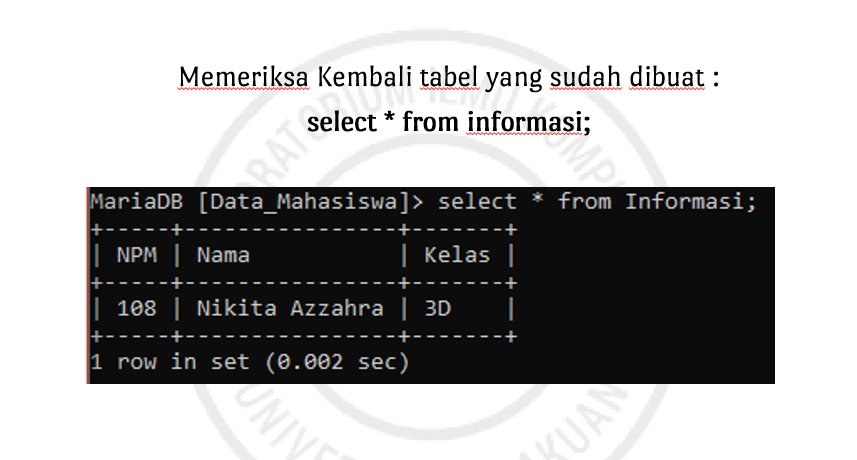 Memeriksa Kembali tabel yang sudah dibuat :
select * from informasi;
MariaDB [Data_Mahasiswa]> select * from Informasi;
+-----+----------------+-------+
| NPM | Nama           | Kelas |
+-----+----------------+-------+
| 108 | Nikita Azzahra | 3D    |
+-----+----------------+-------+
1 row in set (0.002 sec)